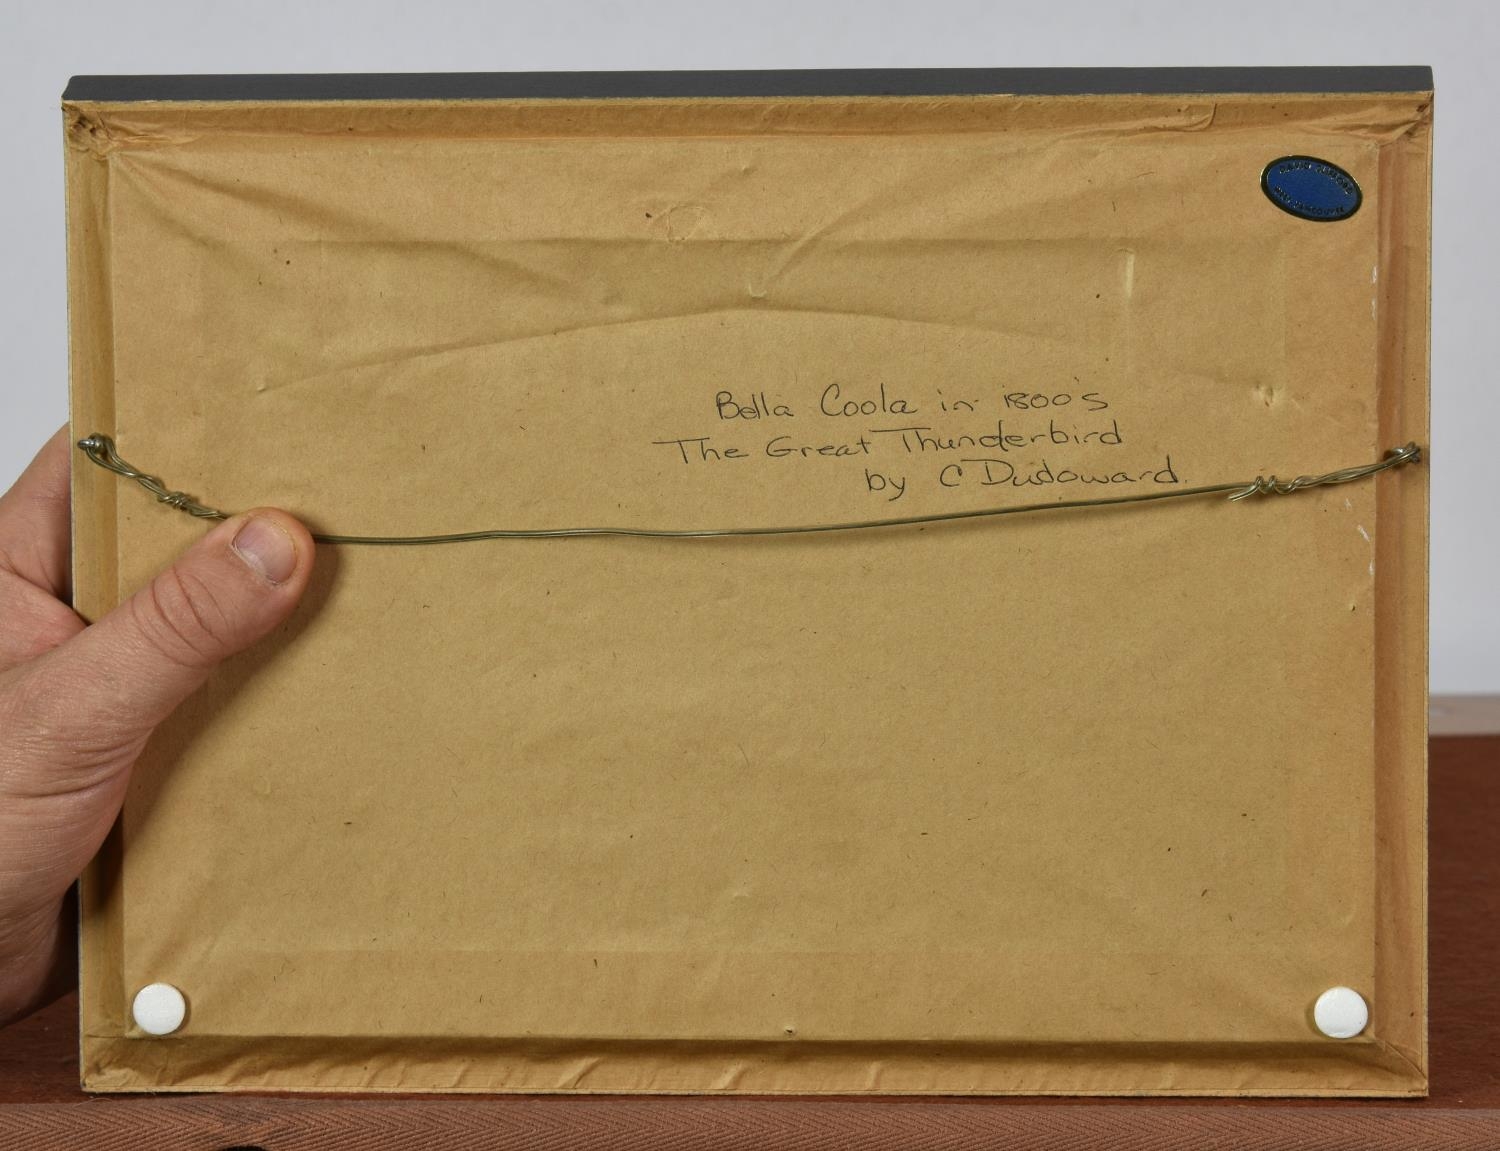 Bella Coola in 1800's
The Great Thunderbird
by C Dudoward.